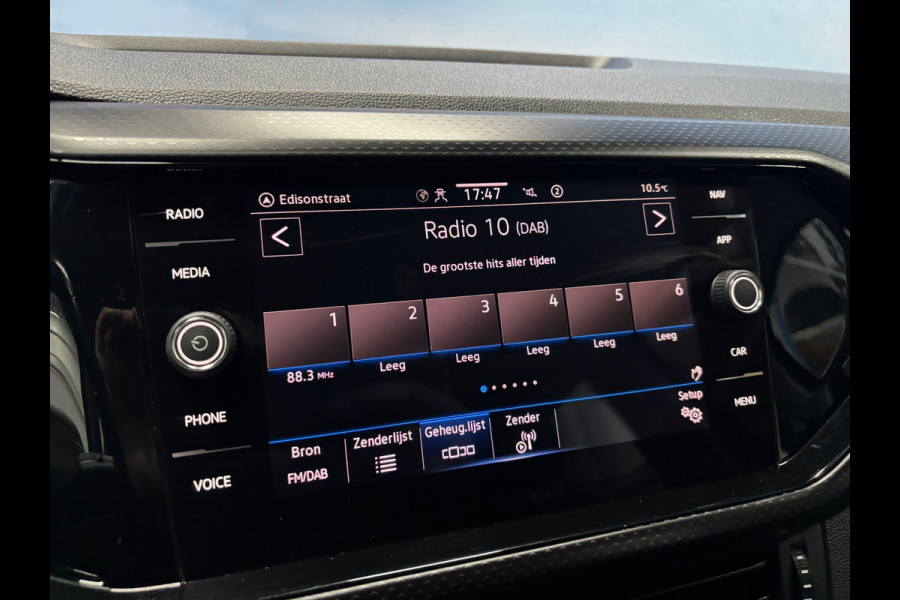 RADIO
MEDIA
PHONE
VOICE
Edisonstraat
17:47
2
10.5°C
Radio 10 (DAB)
De grootste hits aller tijden
1 2 3 4 5 6
88.3 MHz Leeg Leeg Leeg Leeg Leeg
Setup
Bron
FM/DAB
Zenderlijst
Geheug.lijst
Zender
NAV
APP
CAR
MENU